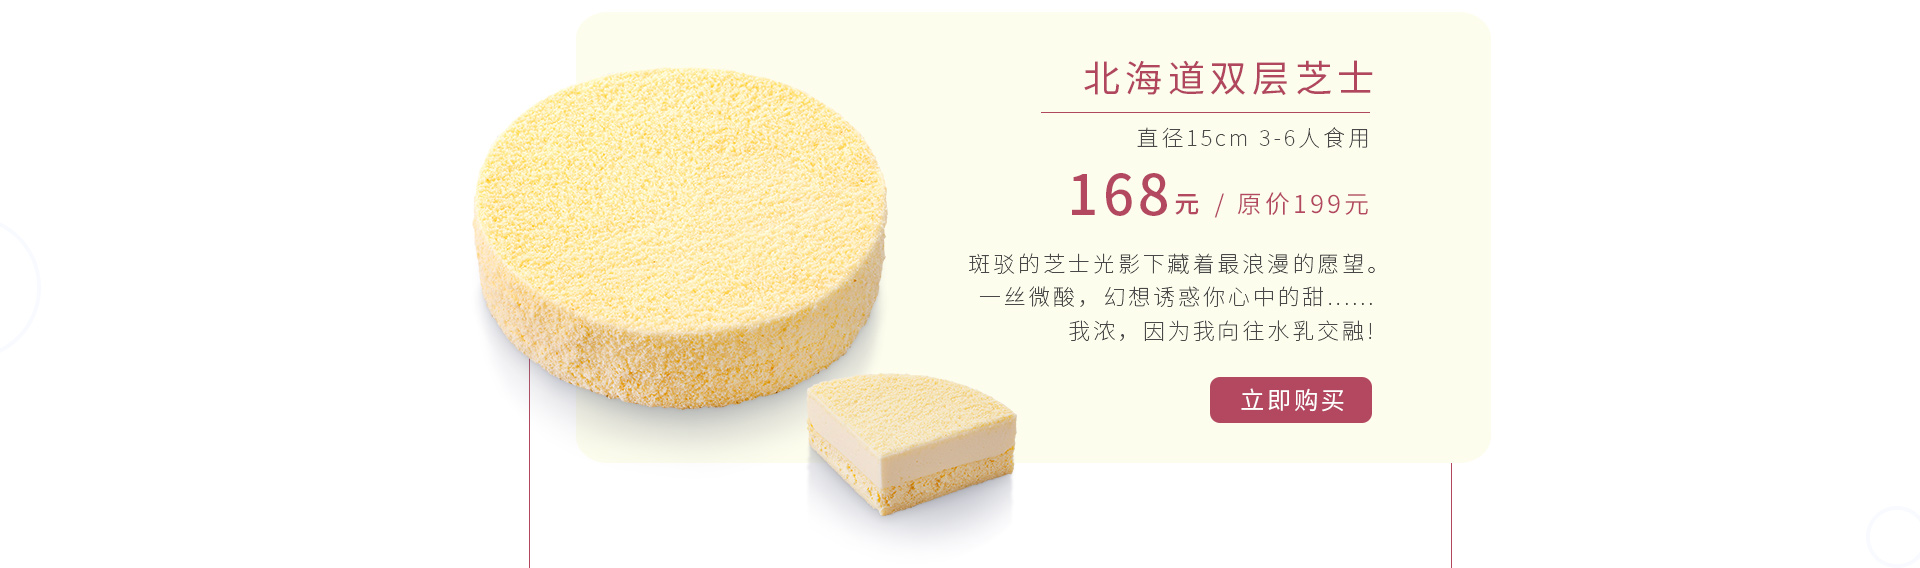 北海道双层芝士
直径15cm 3-6人食用
168元 / 原价199元
斑驳的芝士光影下藏着最浪漫的愿望。
一丝微酸，幻想诱惑你心中的甜......
我浓，因为我向往水乳交融!
立即购买